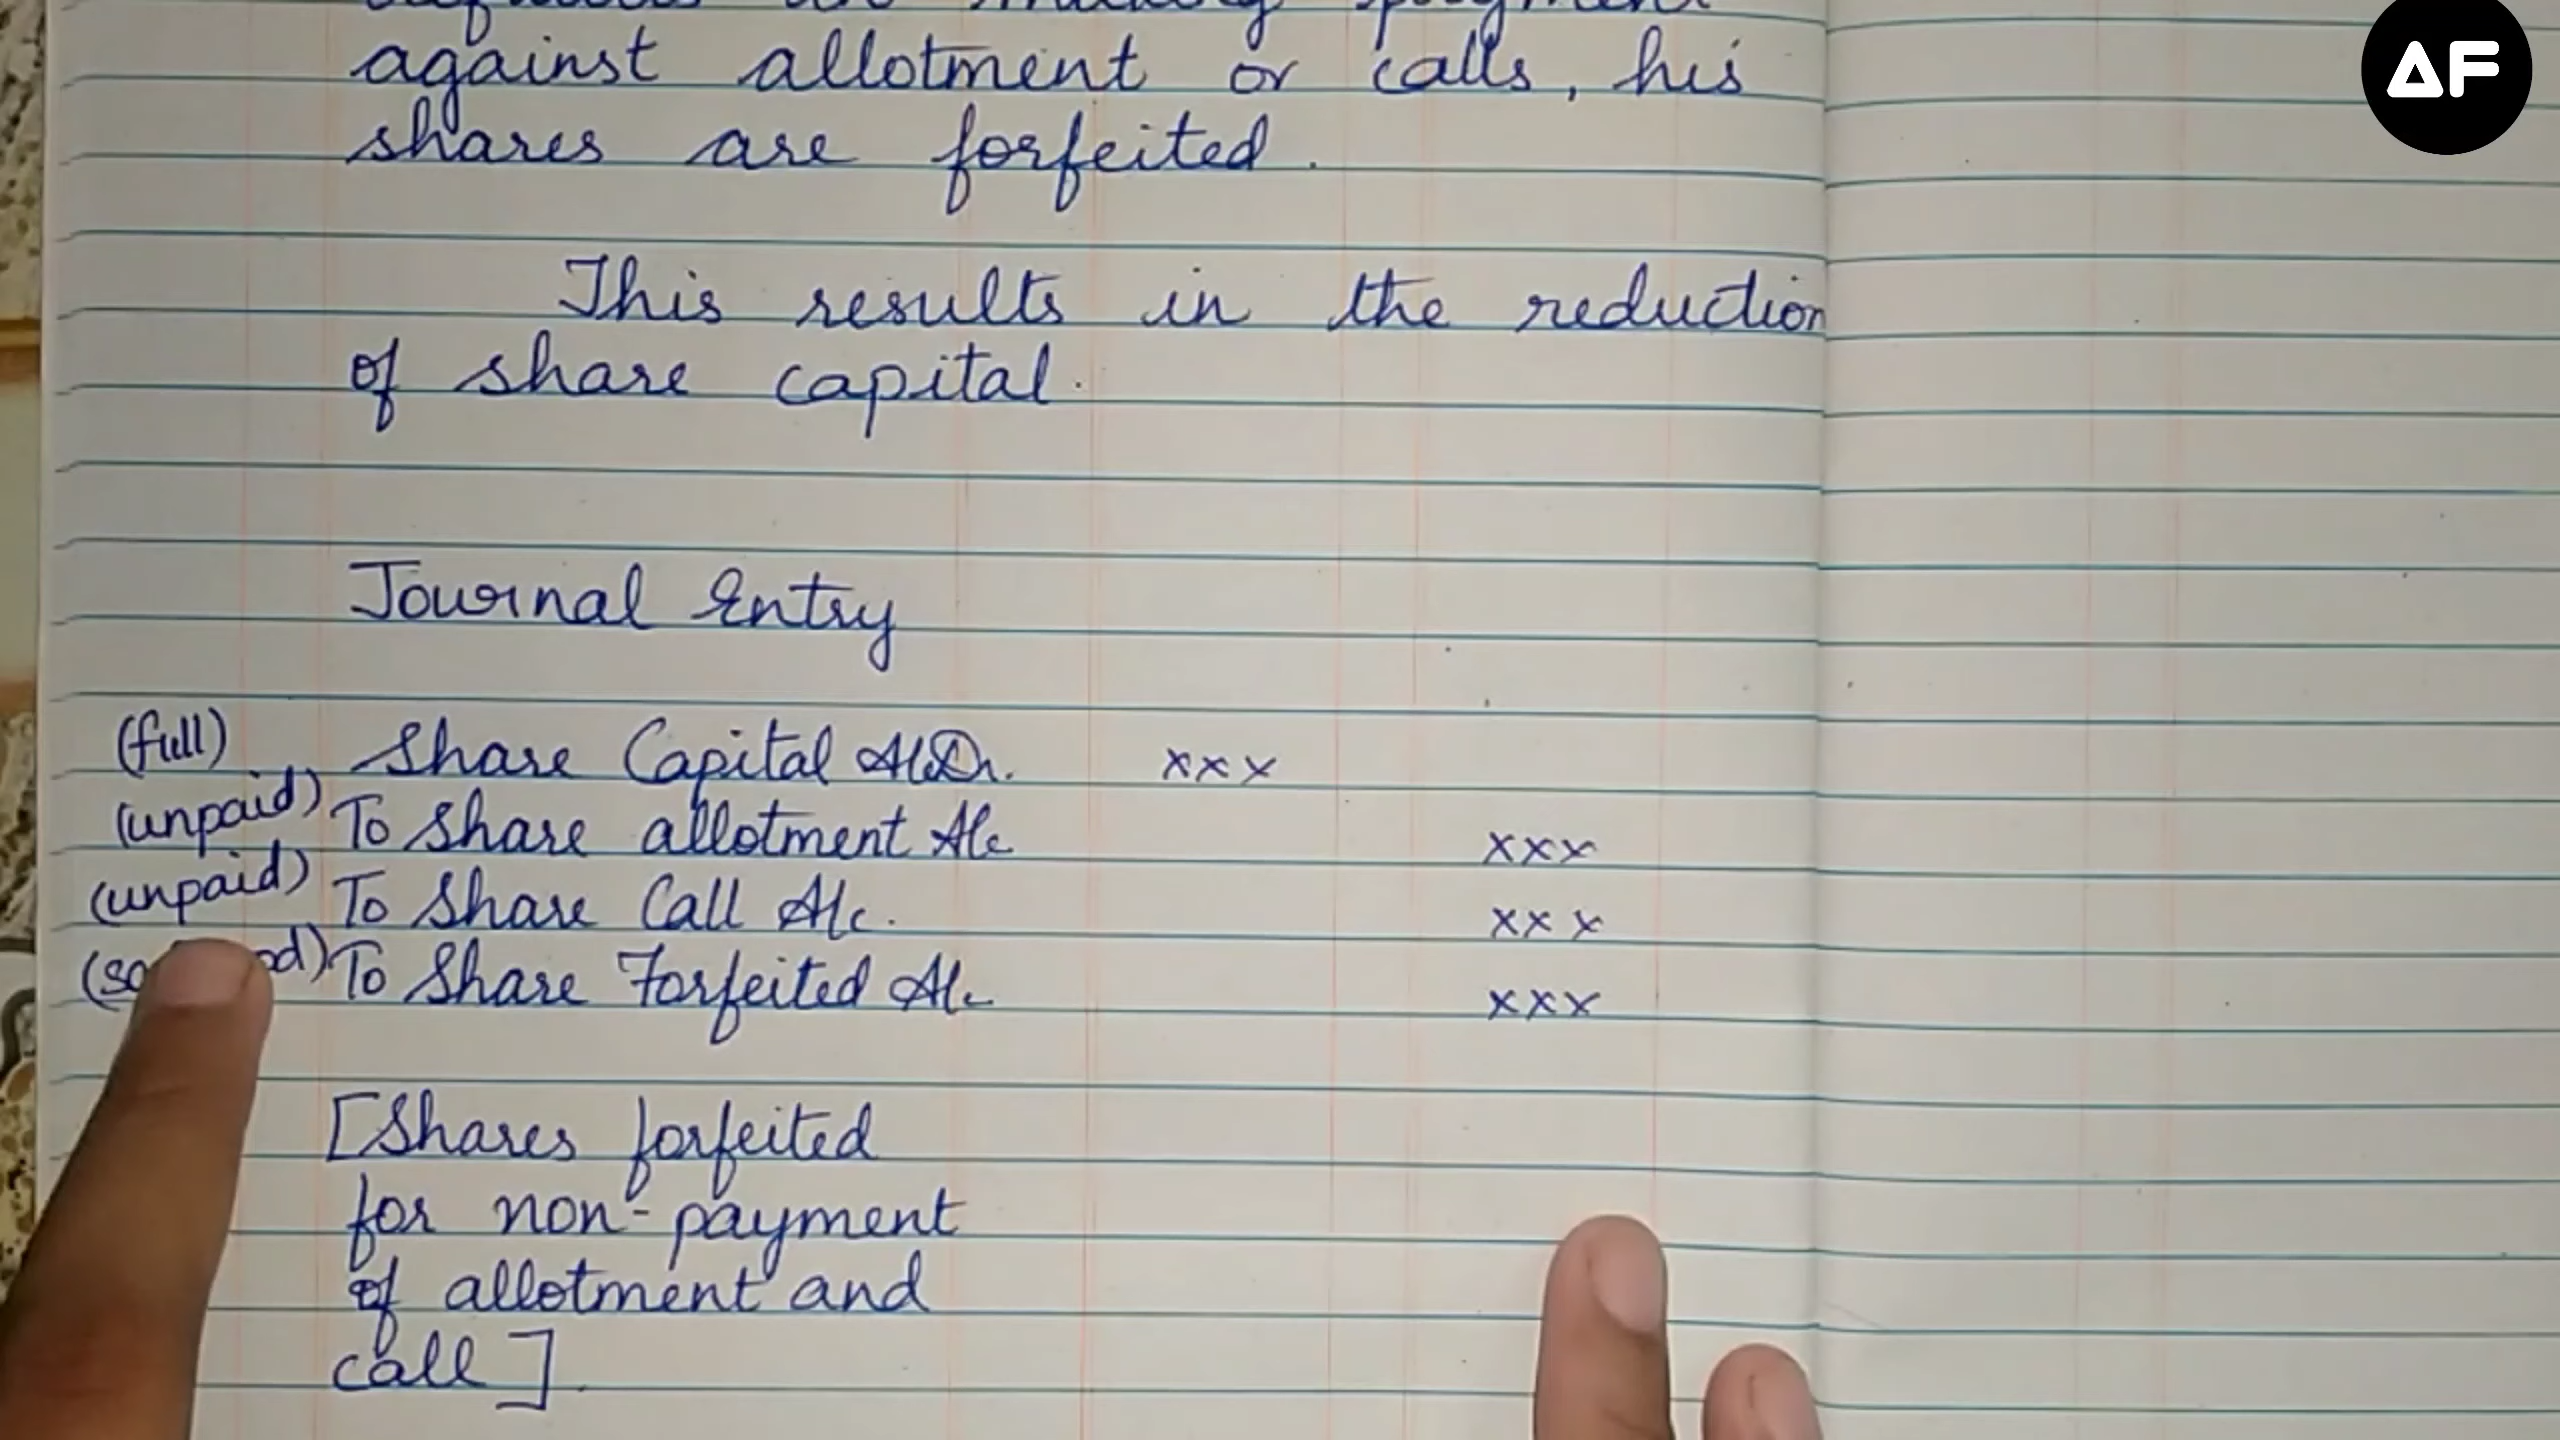 making payment
against allotment or calls, his
shares are forfeited.
This results in the reduction
of share capital.
Journal Entry
(full) Share Capital A/c Dr. xxx
(unpaid) To Share allotment A/c xxx
(unpaid) To Share Call A/c. xxx
To Share Forfeited A/c xxx
[Shares forfeited
for non-payment
of allotment and
call]
AF